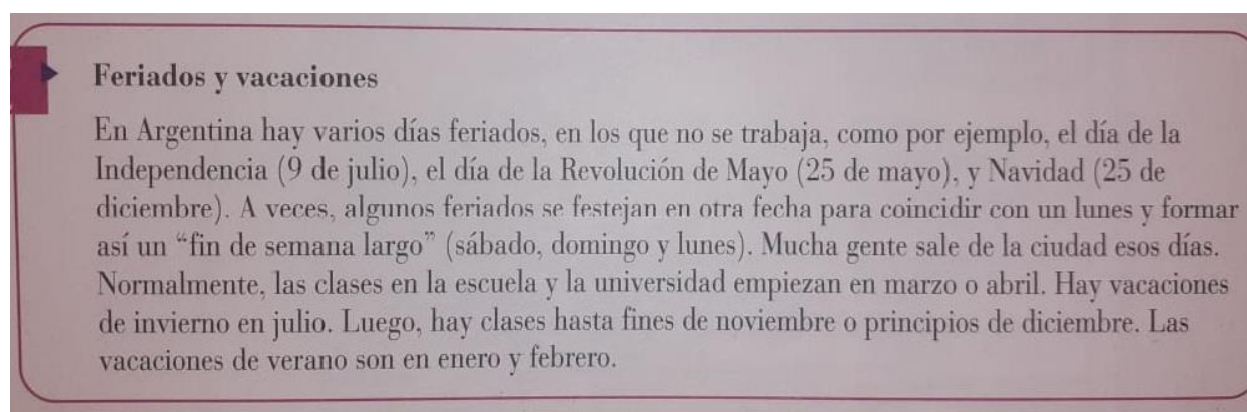 Feriados y vacaciones
En Argentina hay varios días feriados, en los que no se trabaja, como por ejemplo, el día de la
Independencia (9 de julio), el día de la Revolución de Mayo (25 de mayo), y Navidad (25 de
diciembre). A veces, algunos feriados se festejan en otra fecha para coincidir con un lunes y formar
así un “fin de semana largo” (sábado, domingo y lunes). Mucha gente sale de la ciudad esos días.
Normalmente, las clases en la escuela y la universidad empiezan en marzo o abril. Hay vacaciones
de invierno en julio. Luego, hay clases hasta fines de noviembre o principios de diciembre. Las
vacaciones de verano son en enero y febrero.